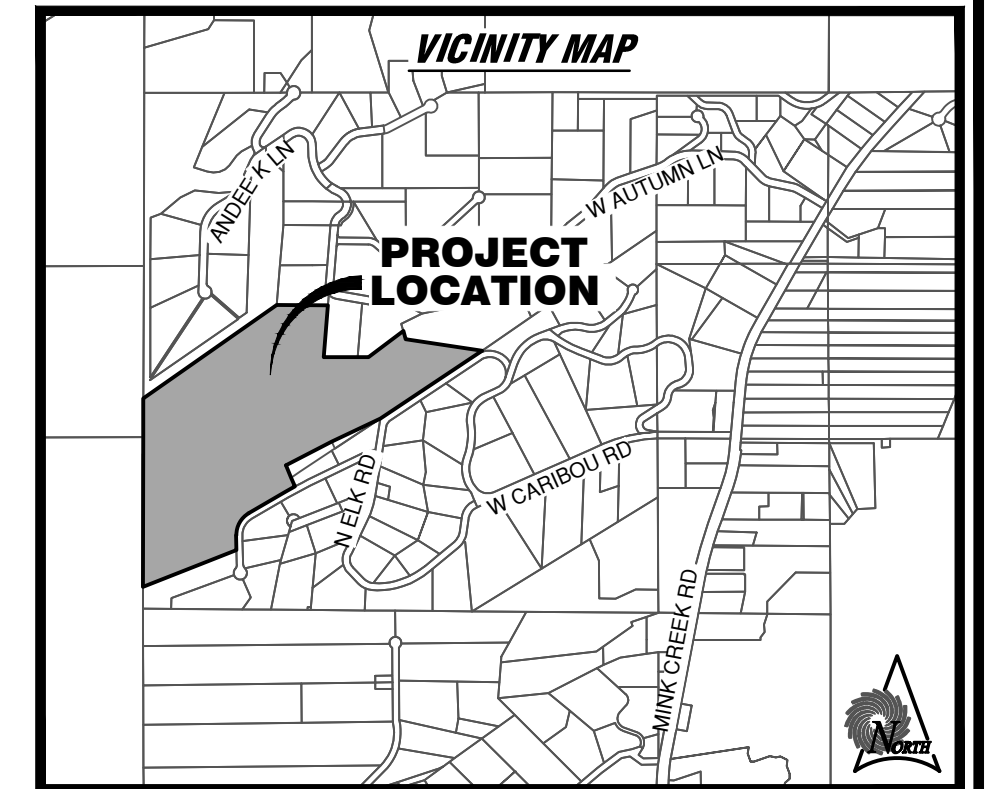 VICINITY MAP
ANDEE K LN
W AUTUMN LN
PROJECT
LOCATION
N ELK RD
W CARIBOU RD
MINK CREEK RD
NORTH